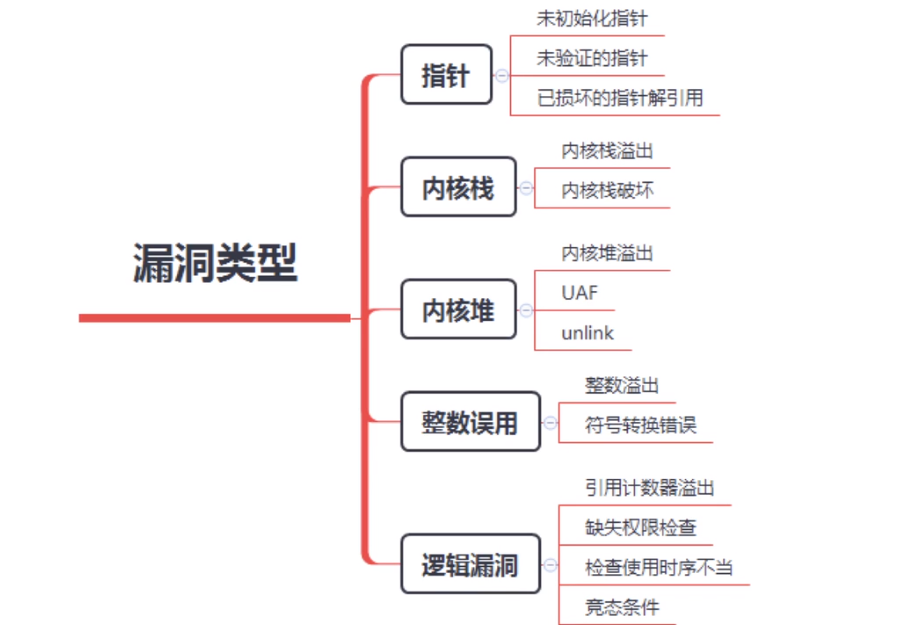 漏洞类型
指针
未初始化指针
未验证的指针
已损坏的指针解引用
内核栈
内核栈溢出
内核栈破坏
内核堆
内核堆溢出
UAF
unlink
整数误用
整数溢出
符号转换错误
逻辑漏洞
引用计数器溢出
缺失权限检查
检查使用时序不当
竟态条件